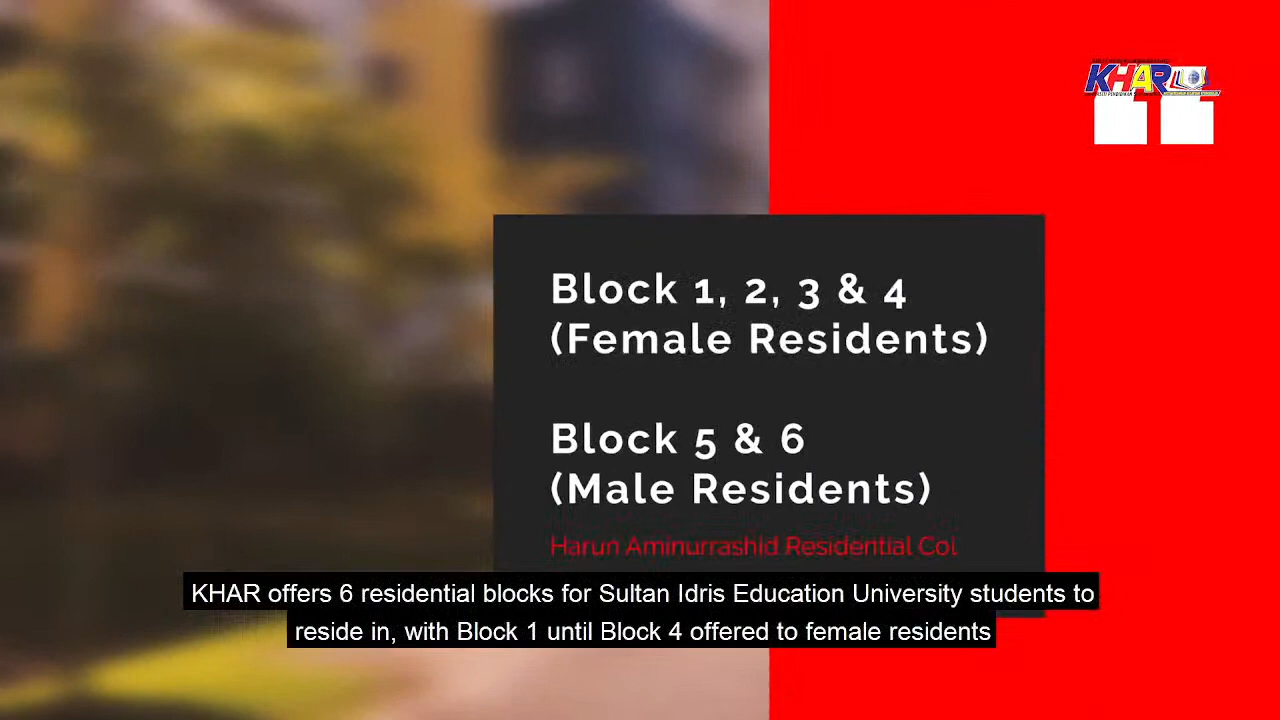 KHAR
Block 1, 2, 3 & 4
(Female Residents)
Block 5 & 6
(Male Residents)
Harun Aminurrashid Residential Col
KHAR offers 6 residential blocks for Sultan Idris Education University students to
reside in, with Block 1 until Block 4 offered to female residents